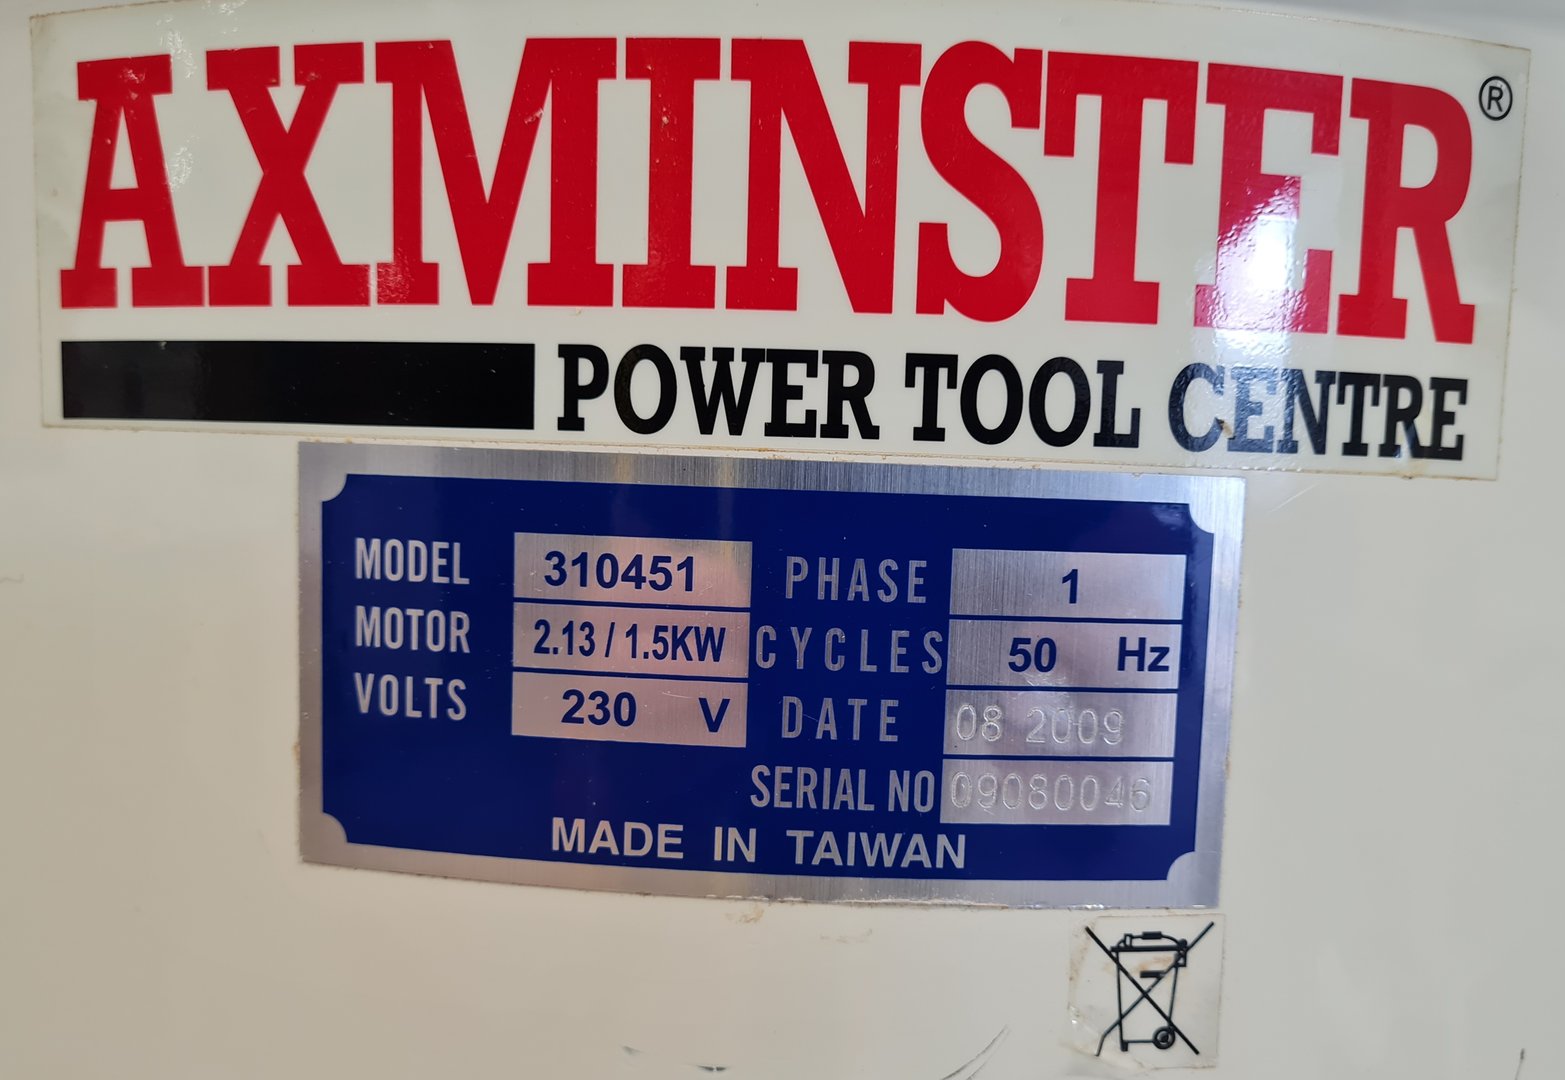 AXMINSTER®
POWER TOOL CENTRE
MODEL 310451 PHASE 1
MOTOR 2.13 / 1.5KW CYCLES 50 Hz
VOLTS 230 V DATE 08 2009
SERIAL NO 09080046
MADE IN TAIWAN